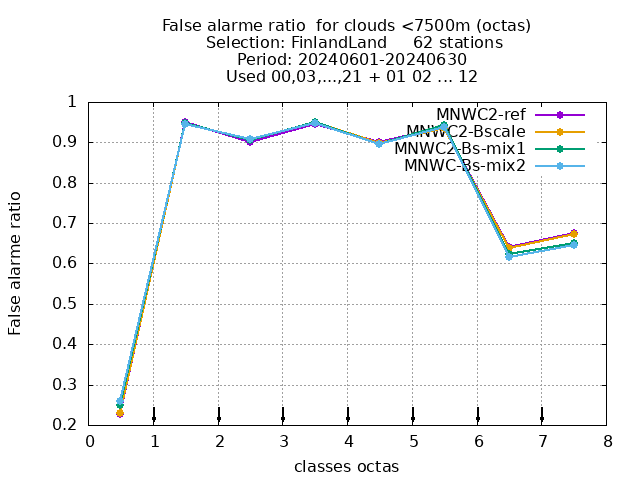 False alarme ratio for clouds <7500m (octas)
Selection: FinlandLand 62 stations
Period: 20240601-20240630
Used 00,03,...,21 + 01 02 ... 12
MNWC2-ref
MNWC2-Bscale
MNWC2-Bs-mix1
MNWC-Bs-mix2
False alarme ratio
1
0.9
0.8
0.7
0.6
0.5
0.4
0.3
0.2
0 1 2 3 4 5 6 7 8
classes octas